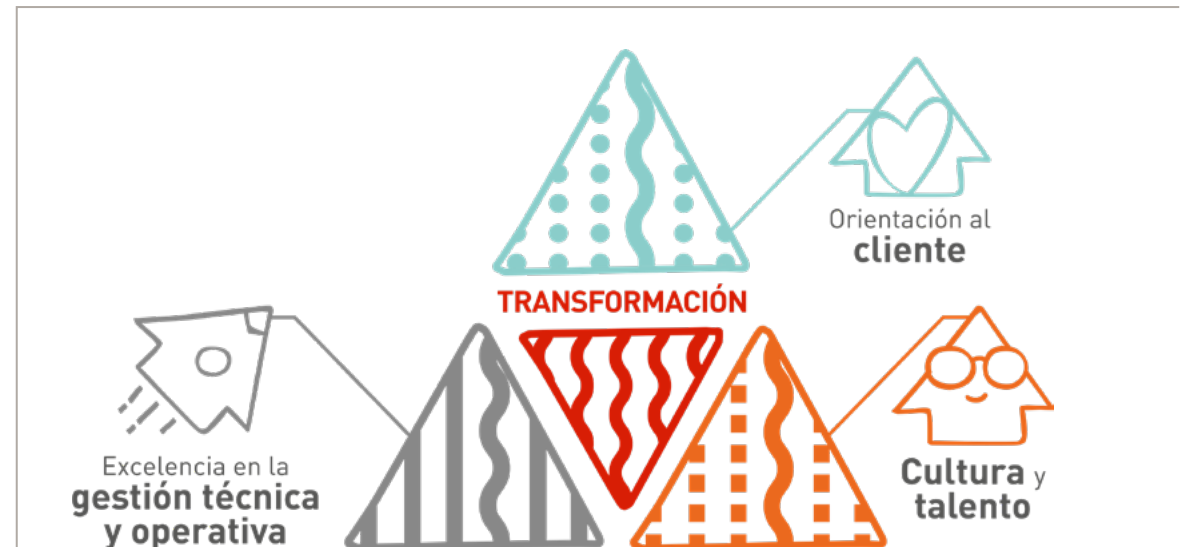 Orientación al
cliente
TRANSFORMACIÓN
Excelencia en la
gestión técnica
y operativa
Cultura y
talento